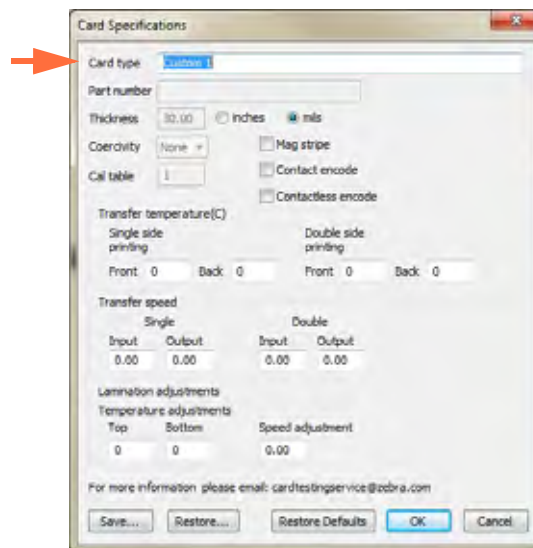 Card Specifications
Card type Custom 1
Part number
Thickness 30.00 inches mils
Coercivity None Mag stripe
Cal table 1 Contact encode
Contactless encode
Transfer temperature(C)
Single side printing Double side printing
Front 0 Back 0 Front 0 Back 0
Transfer speed
Single Double
Input Output Input Output
0.00 0.00 0.00 0.00
Lamination adjustments
Temperature adjustments
Top Bottom Speed adjustment
0 0 0.00
For more information please email: cardtestingservice@zebra.com
Save... Restore... Restore Defaults OK Cancel